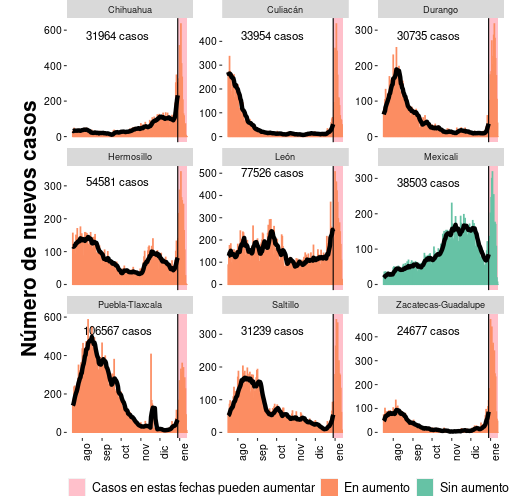 Número de nuevos casos
Chihuahua
Culiacán
Durango
31964 casos
33954 casos
30735 casos
600
400
200
0
400
300
200
100
0
300
200
100
0
Hermosillo
León
Mexicali
54581 casos
77526 casos
38503 casos
300
200
100
0
500
400
300
200
100
0
300
200
100
0
Puebla-Tlaxcala
Saltillo
Zacatecas-Guadalupe
106567 casos
31239 casos
24677 casos
600
400
200
0
300
200
100
0
400
300
200
100
0
ago sep oct nov dic ene
ago sep oct nov dic ene
ago sep oct nov dic ene
Casos en estas fechas pueden aumentar En aumento Sin aumento